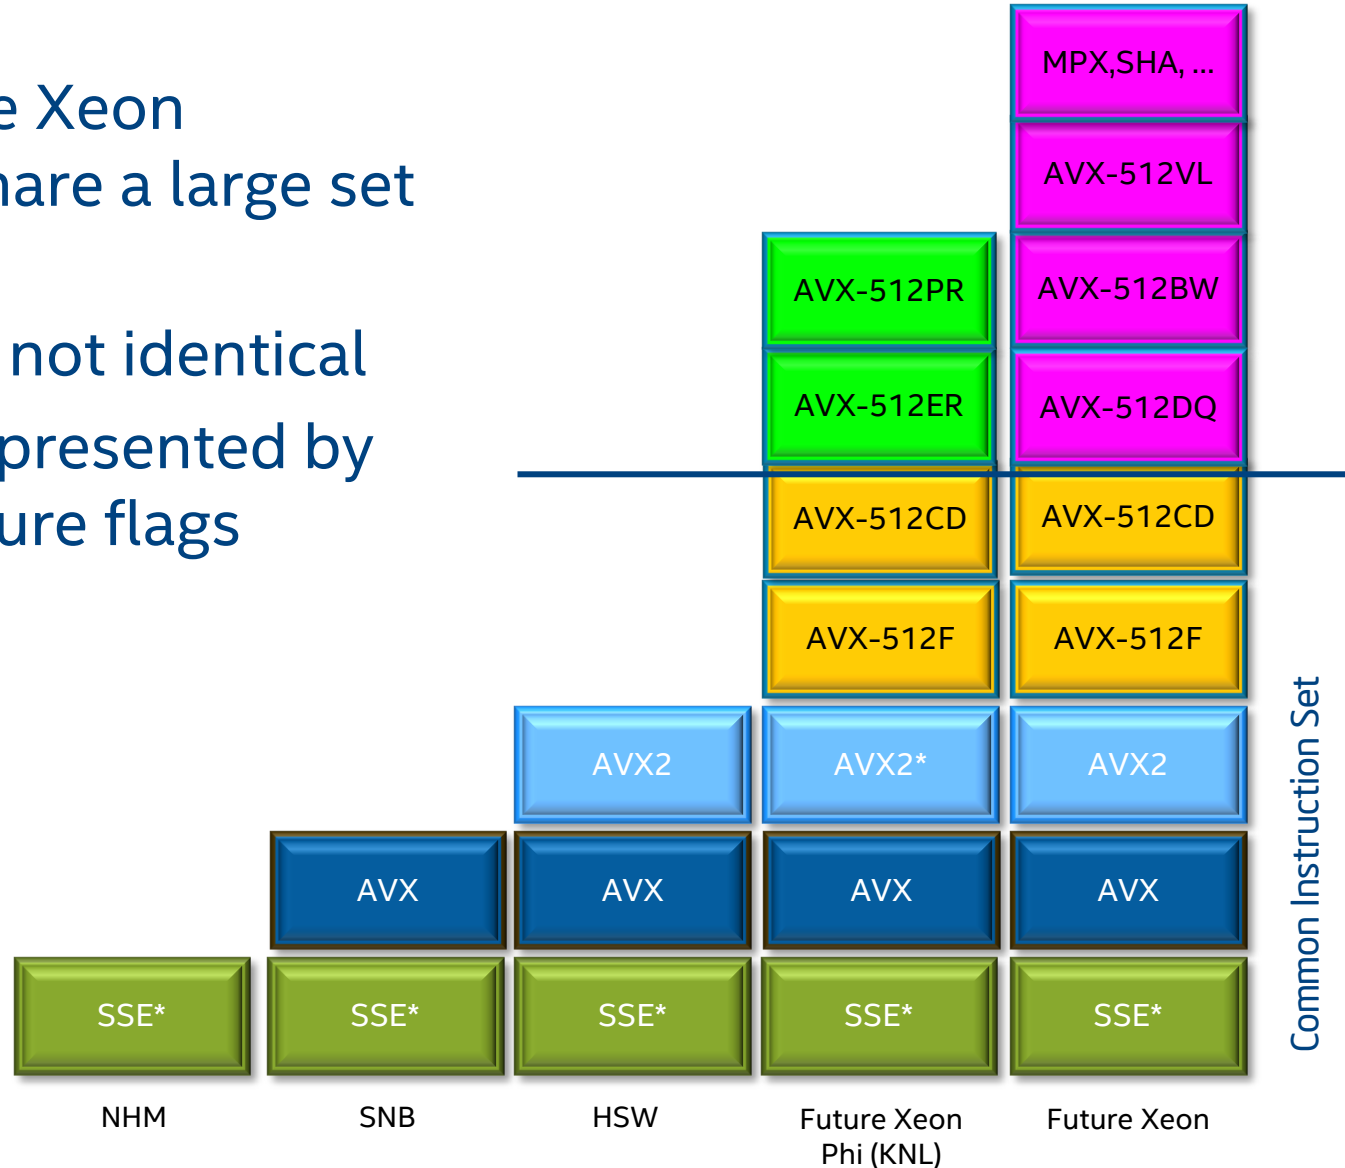 e Xeon
hare a large set
not identical
presented by
ure flags
MPX,SHA, ...
AVX-512VL
AVX-512PR
AVX-512BW
AVX-512ER
AVX-512DQ
AVX-512CD
AVX-512CD
AVX-512F
AVX-512F
AVX2
AVX2*
AVX2
AVX
AVX
AVX
AVX
SSE*
SSE*
SSE*
SSE*
SSE*
Common Instruction Set
NHM
SNB
HSW
Future Xeon
Phi (KNL)
Future Xeon